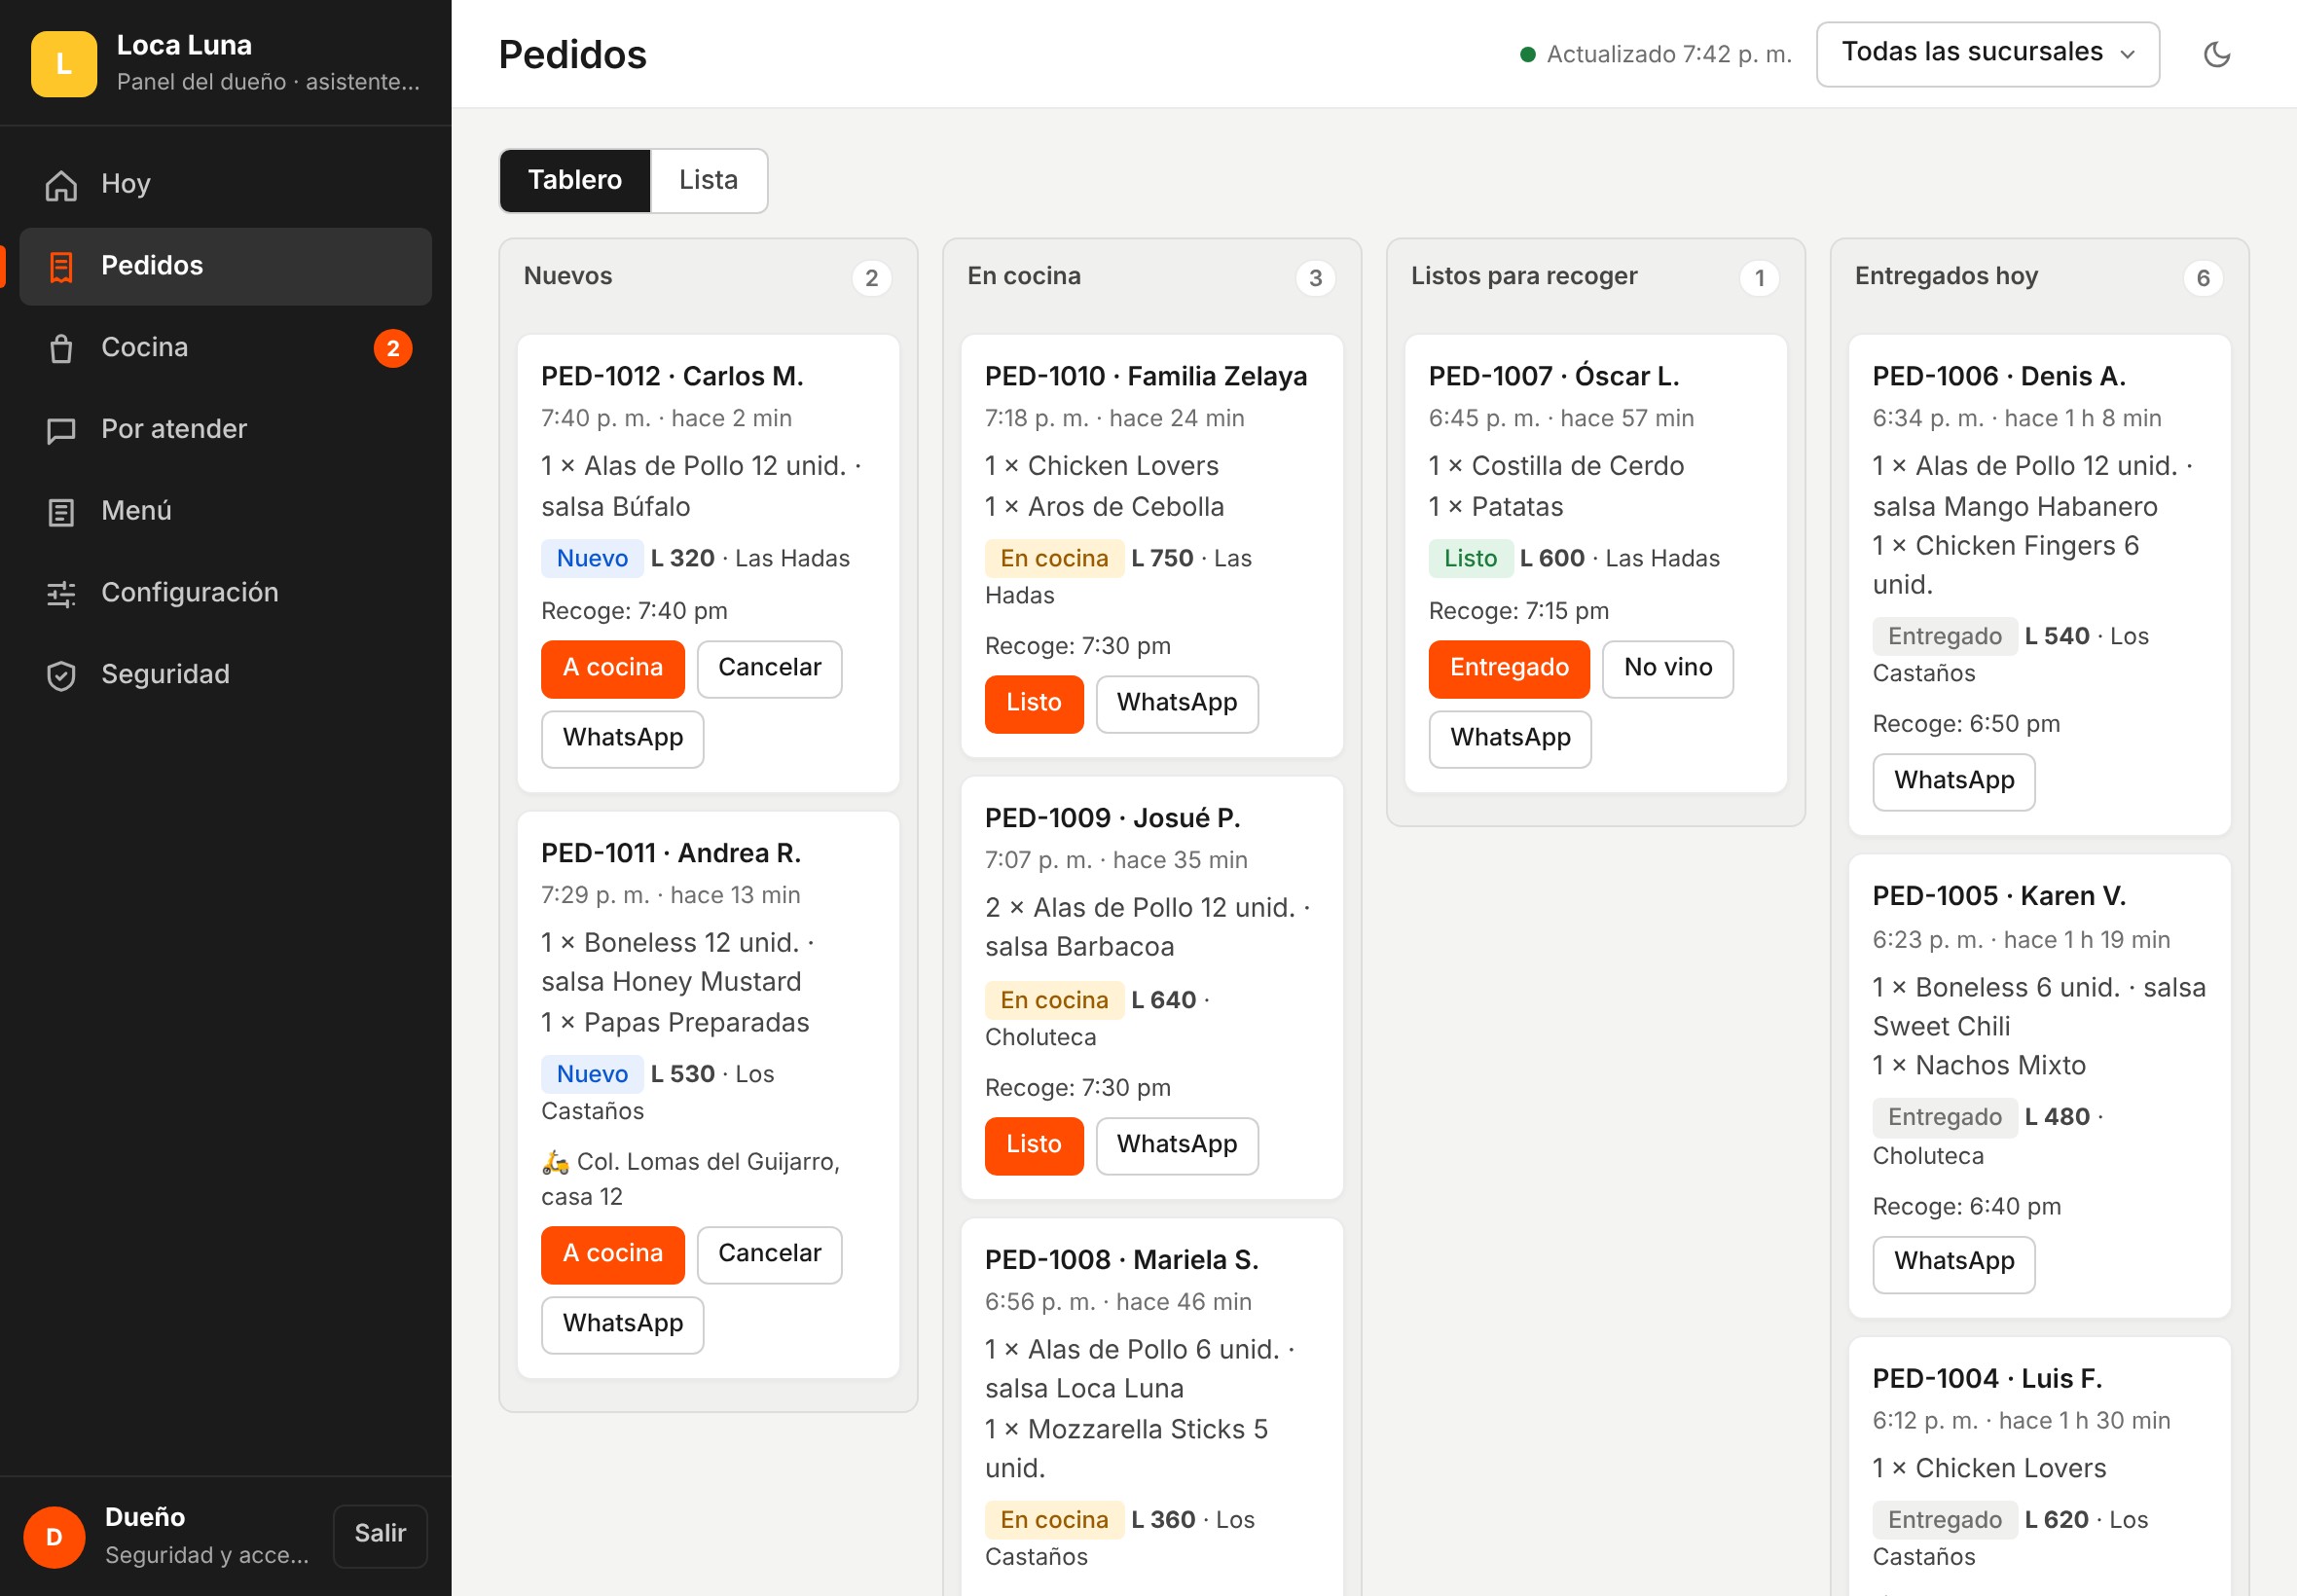 L
Loca Luna
Panel del dueño · asistente...
Hoy
Pedidos
Cocina
2
Por atender
Menú
Configuración
Seguridad
D
Dueño
Seguridad y acce...
Salir
Pedidos
Actualizado 7:42 p. m.
Todas las sucursales
Tablero
Lista
Nuevos
2
PED-1012 · Carlos M.
7:40 p. m. · hace 2 min
1 × Alas de Pollo 12 unid. ·
salsa Búfalo
Nuevo L 320 · Las Hadas
Recoge: 7:40 pm
A cocina
Cancelar
WhatsApp
PED-1011 · Andrea R.
7:29 p. m. · hace 13 min
1 × Boneless 12 unid. ·
salsa Honey Mustard
1 × Papas Preparadas
Nuevo L 530 · Los
Castaños
🛵 Col. Lomas del Guijarro,
casa 12
A cocina
Cancelar
WhatsApp
En cocina
3
PED-1010 · Familia Zelaya
7:18 p. m. · hace 24 min
1 × Chicken Lovers
1 × Aros de Cebolla
En cocina L 750 · Las
Hadas
Recoge: 7:30 pm
Listo
WhatsApp
PED-1009 · Josué P.
7:07 p. m. · hace 35 min
2 × Alas de Pollo 12 unid. ·
salsa Barbacoa
En cocina L 640 ·
Choluteca
Recoge: 7:30 pm
Listo
WhatsApp
PED-1008 · Mariela S.
6:56 p. m. · hace 46 min
1 × Alas de Pollo 6 unid. ·
salsa Loca Luna
1 × Mozzarella Sticks 5
unid.
En cocina L 360 · Los
Castaños
Listos para recoger
1
PED-1007 · Óscar L.
6:45 p. m. · hace 57 min
1 × Costilla de Cerdo
1 × Patatas
Listo L 600 · Las Hadas
Recoge: 7:15 pm
Entregado
No vino
WhatsApp
Entregados hoy
6
PED-1006 · Denis A.
6:34 p. m. · hace 1 h 8 min
1 × Alas de Pollo 12 unid. ·
salsa Mango Habanero
1 × Chicken Fingers 6
unid.
Entregado L 540 · Los
Castaños
Recoge: 6:50 pm
WhatsApp
PED-1005 · Karen V.
6:23 p. m. · hace 1 h 19 min
1 × Boneless 6 unid. · salsa
Sweet Chili
1 × Nachos Mixto
Entregado L 480 ·
Choluteca
Recoge: 6:40 pm
WhatsApp
PED-1004 · Luis F.
6:12 p. m. · hace 1 h 30 min
1 × Chicken Lovers
Entregado L 620 · Los
Castaños